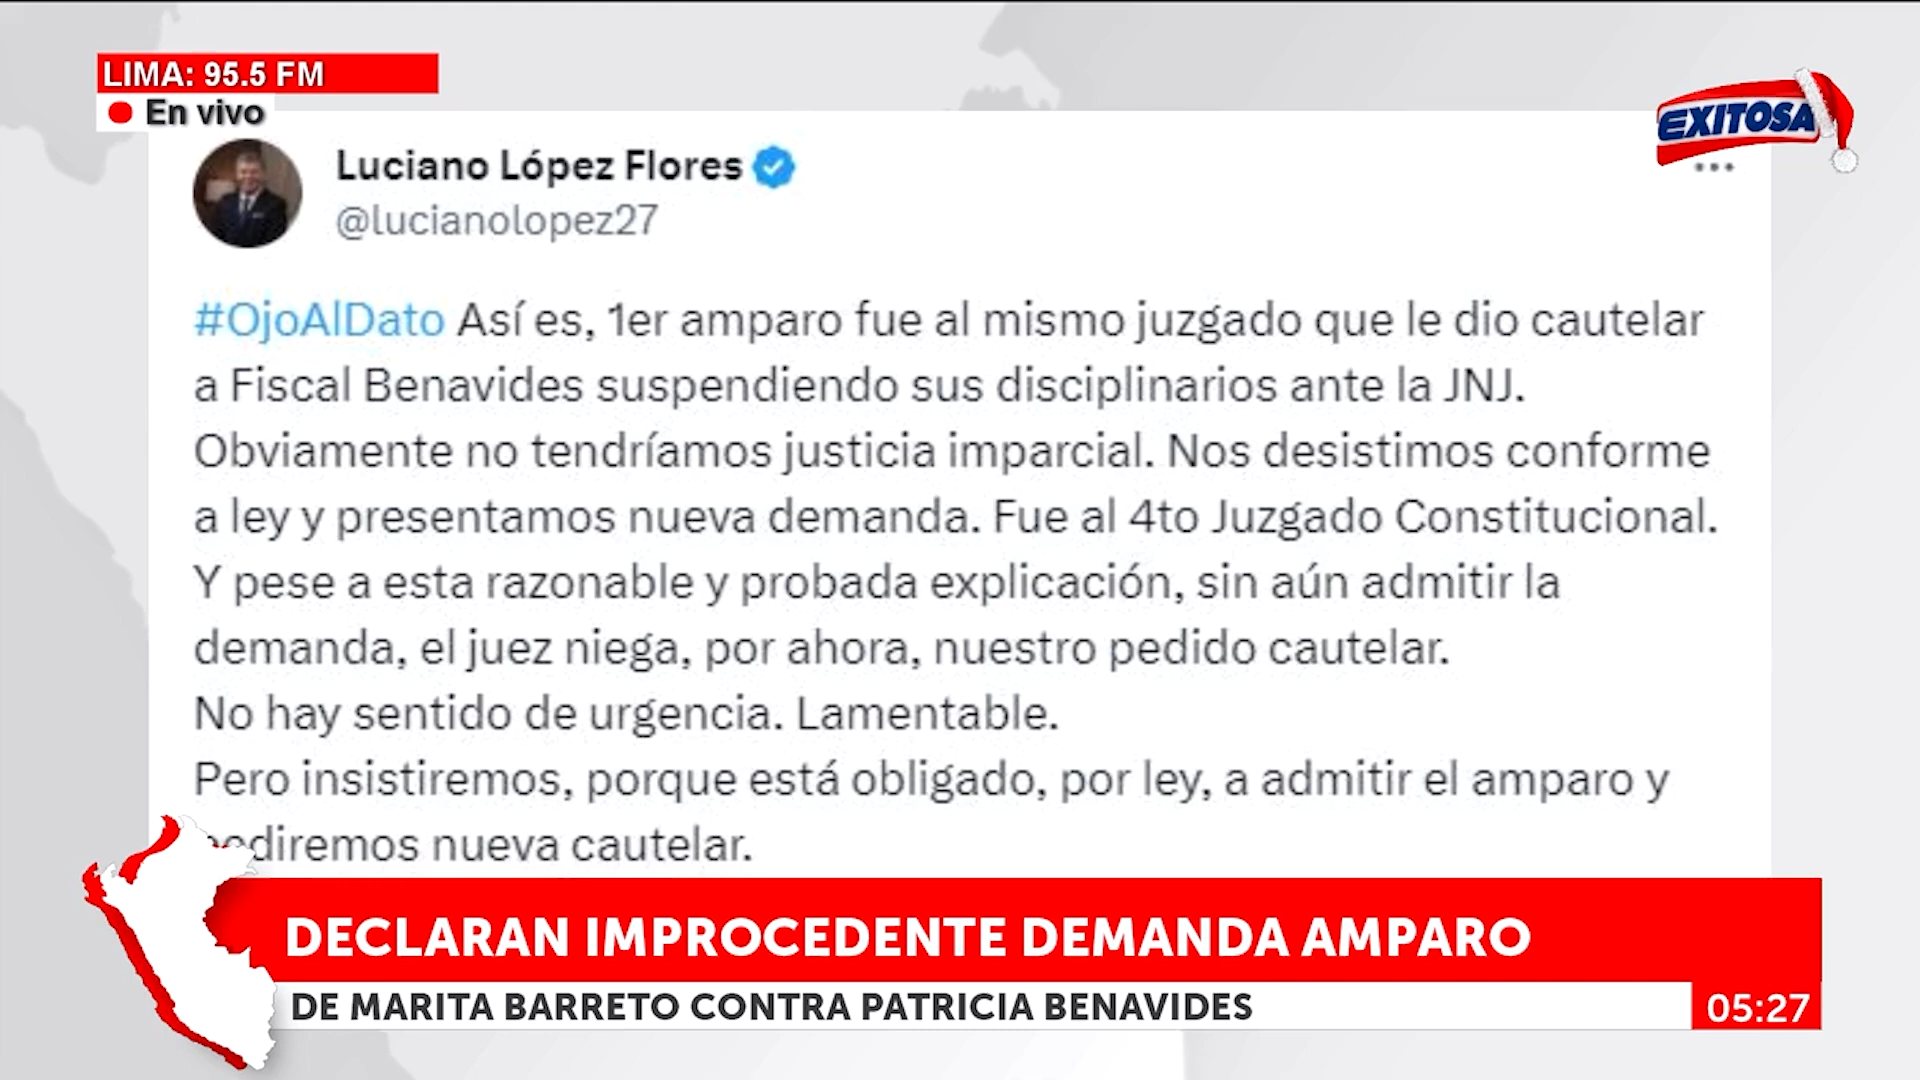 LIMA: 95.5 FM
En vivo
EXITOSA
Luciano López Flores
@lucianolopez27
#OjoAlDato Así es, 1er amparo fue al mismo juzgado que le dio cautelar
a Fiscal Benavides suspendiendo sus disciplinarios ante la JNJ.
Obviamente no tendríamos justicia imparcial. Nos desistimos conforme
a ley y presentamos nueva demanda. Fue al 4to Juzgado Constitucional.
Y pese a esta razonable y probada explicación, sin aún admitir la
demanda, el juez niega, por ahora, nuestro pedido cautelar.
No hay sentido de urgencia. Lamentable.
Pero insistiremos, porque está obligado, por ley, a admitir el amparo y
pediremos nueva cautelar.
DECLARAN IMPROCEDENTE DEMANDA AMPARO
DE MARITA BARRETO CONTRA PATRICIA BENAVIDES
05:27